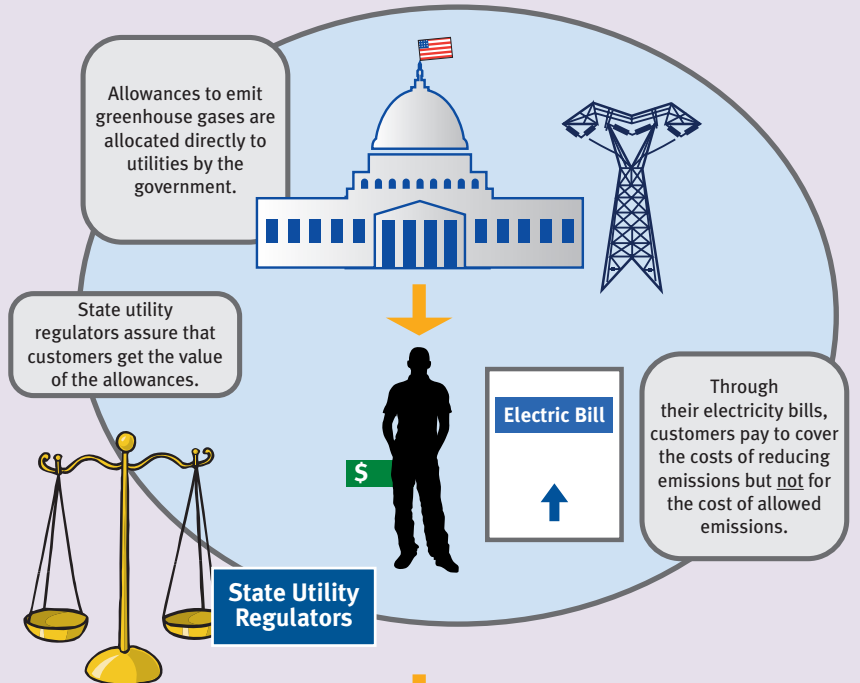 Allowances to emit
greenhouse gases are
allocated directly to
utilities by the
government.
State utility
regulators assure that
customers get the value
of the allowances.
$
Electric Bill
Through
their electricity bills,
customers pay to cover
the costs of reducing
emissions but not for
the cost of allowed
emissions.
State Utility
Regulators